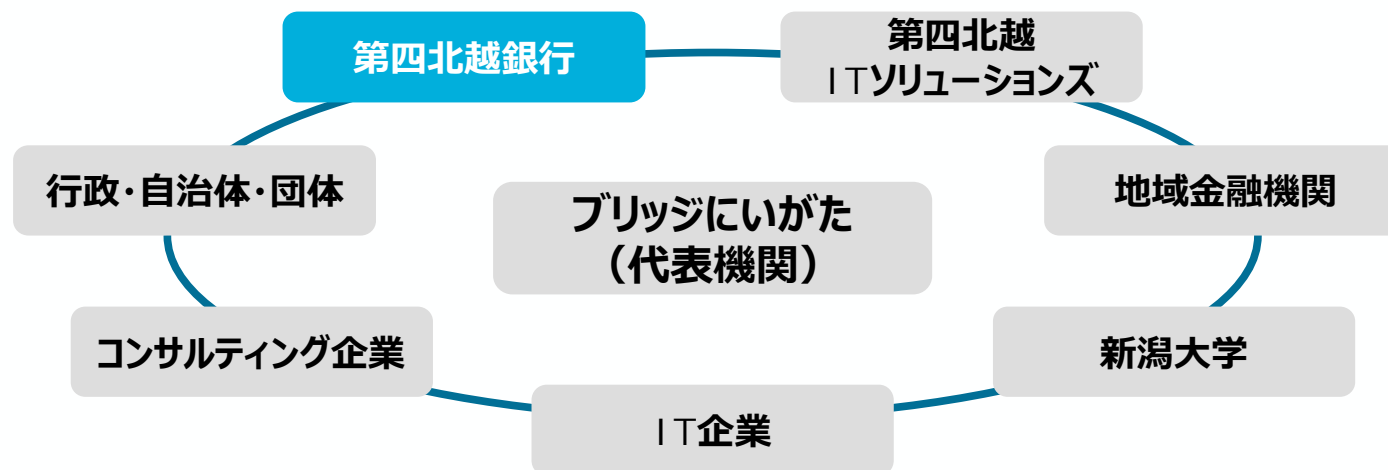 第四北越銀行
第四北越
ITソリューションズ
行政・自治体・団体
地域金融機関
ブリッジにいがた
（代表機関）
コンサルティング企業
新潟大学
IT企業